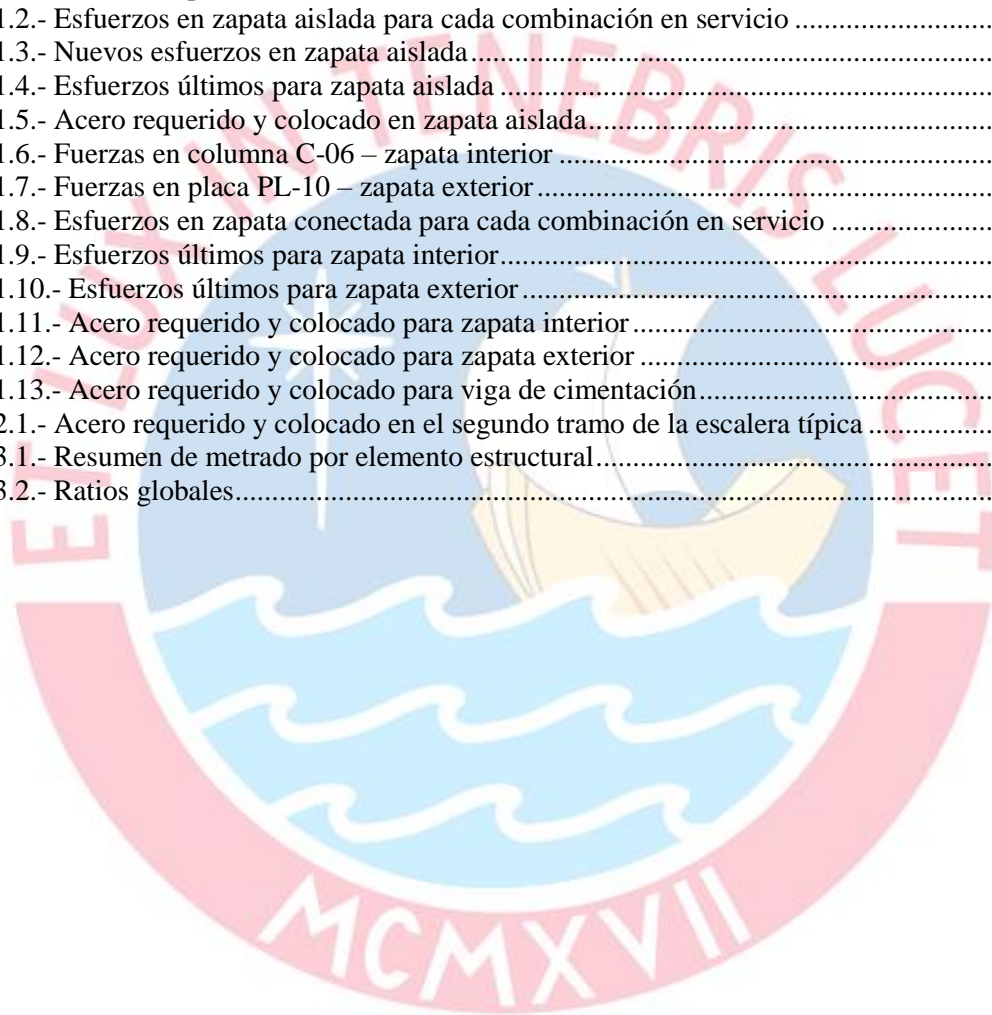 1.2.- Esfuerzos en zapata aislada para cada combinación en servicio ..............................
1.3.- Nuevos esfuerzos en zapata aislada ..............................
1.4.- Esfuerzos últimos para zapata aislada ..............................
1.5.- Acero requerido y colocado en zapata aislada ..............................
1.6.- Fuerzas en columna C-06 – zapata interior ..............................
1.7.- Fuerzas en placa PL-10 – zapata exterior ..............................
1.8.- Esfuerzos en zapata conectada para cada combinación en servicio ..............................
1.9.- Esfuerzos últimos para zapata interior ..............................
1.10.- Esfuerzos últimos para zapata exterior ..............................
1.11.- Acero requerido y colocado para zapata interior ..............................
1.12.- Acero requerido y colocado para zapata exterior ..............................
1.13.- Acero requerido y colocado para viga de cimentación ..............................
2.1.- Acero requerido y colocado en el segundo tramo de la escalera típica ..............................
3.1.- Resumen de metrado por elemento estructural ..............................
3.2.- Ratios globales ..............................
ET LUX IN TENEBRIS LUCET
MCMXVII